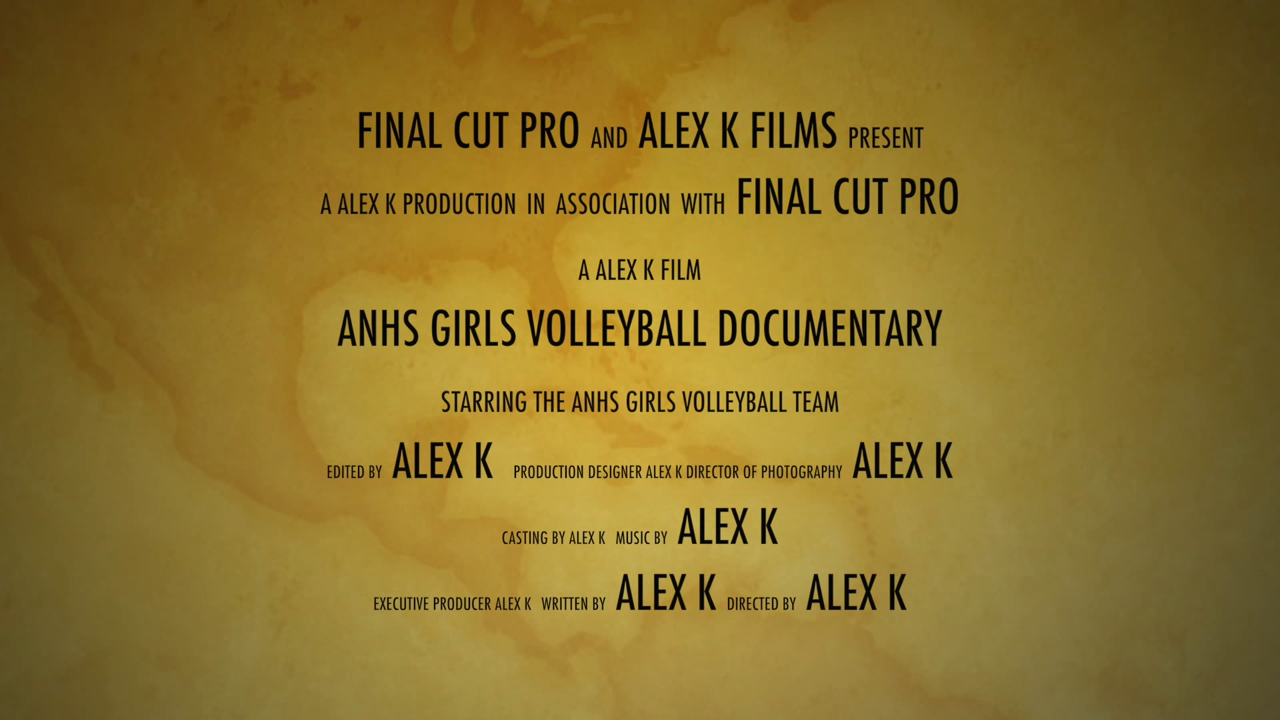 FINAL CUT PRO AND ALEX K FILMS PRESENT
A ALEX K PRODUCTION IN ASSOCIATION WITH FINAL CUT PRO
A ALEX K FILM
ANHS GIRLS VOLLEYBALL DOCUMENTARY
STARRING THE ANHS GIRLS VOLLEYBALL TEAM
EDITED BY ALEX K PRODUCTION DESIGNER ALEX K DIRECTOR OF PHOTOGRAPHY ALEX K
CASTING BY ALEX K MUSIC BY ALEX K
EXECUTIVE PRODUCER ALEX K WRITTEN BY ALEX K DIRECTED BY ALEX K